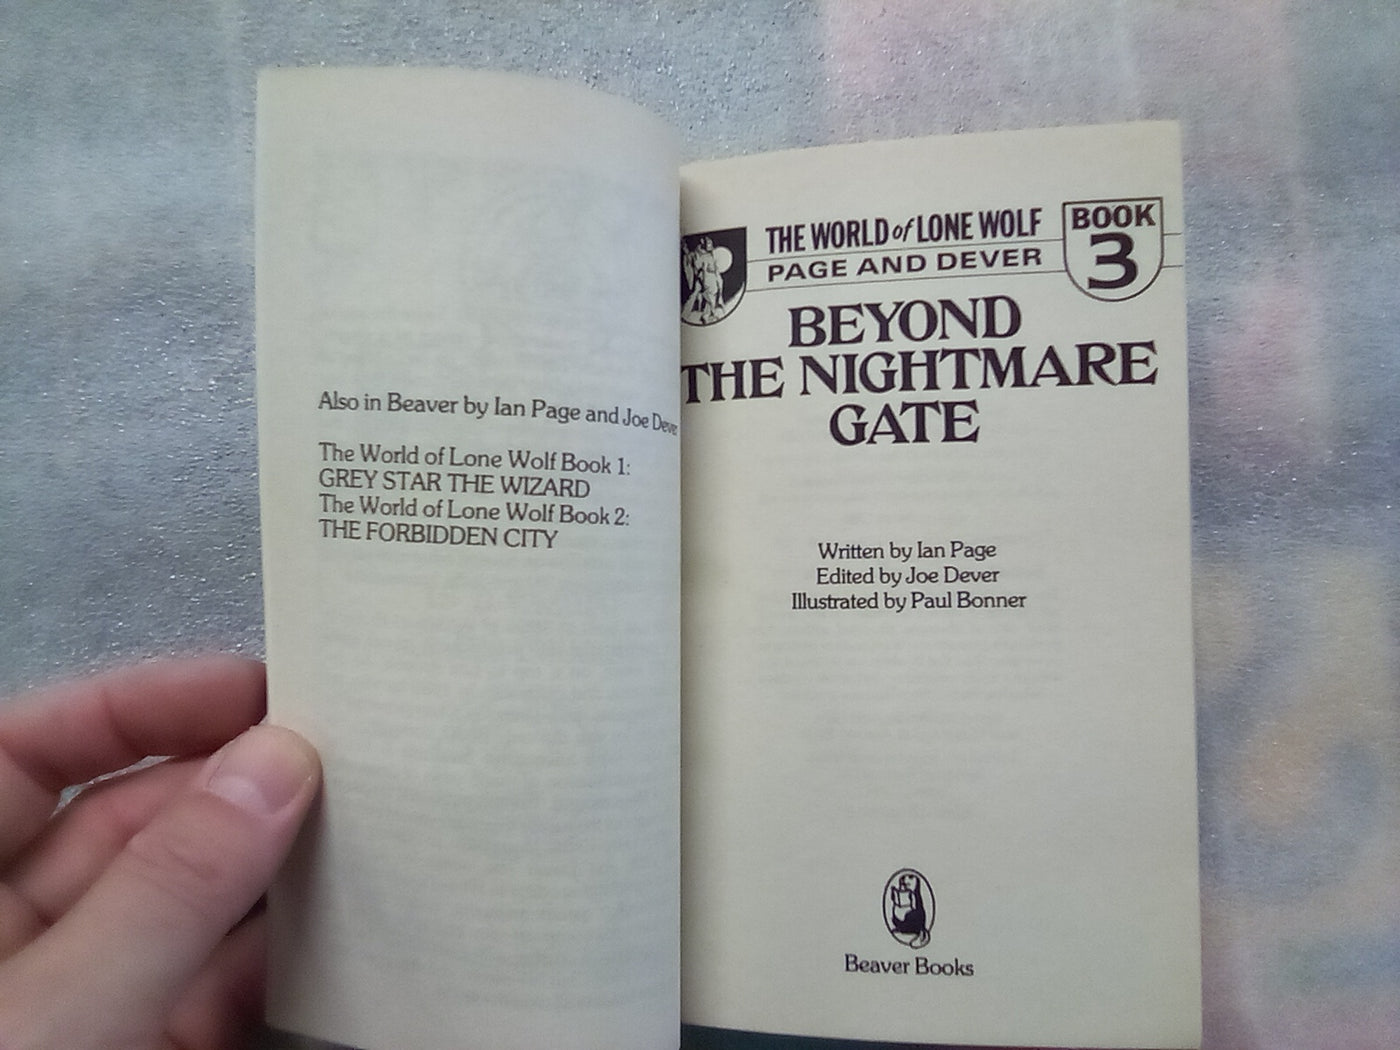 Also in Beaver by Ian Page and Joe Dever
The World of Lone Wolf Book 1:
GREY STAR THE WIZARD
The World of Lone Wolf Book 2:
THE FORBIDDEN CITY
THE WORLD of LONE WOLF
PAGE AND DEVER
BOOK
3
BEYOND
THE NIGHTMARE
GATE
Written by Ian Page
Edited by Joe Dever
Illustrated by Paul Bonner
Beaver Books